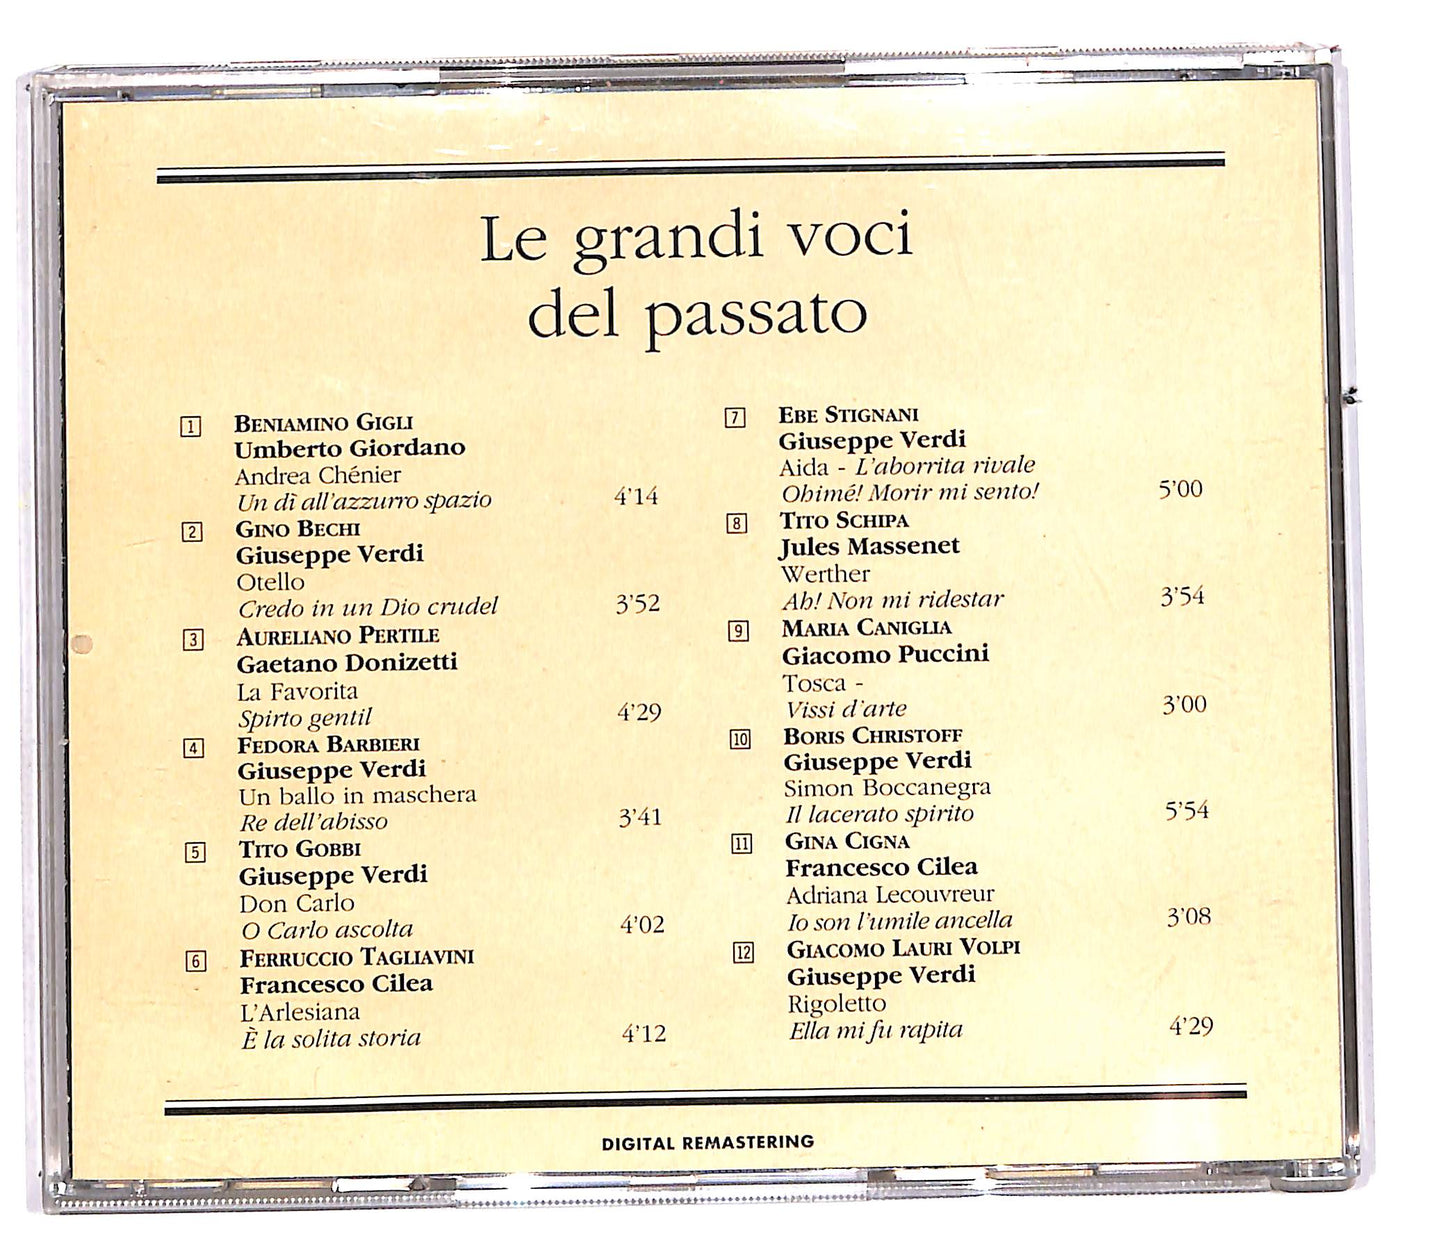 Le grandi voci
del passato
1 BENIAMINO GIGLI
Umberto Giordano
Andrea Chénier
Un dì all'azzurro spazio 4'14
2 GINO BECHI
Giuseppe Verdi
Otello
Credo in un Dio crudel 3'52
3 AURELIANO PERTILE
Gaetano Donizetti
La Favorita
Spirto gentil 4'29
4 FEDORA BARBIERI
Giuseppe Verdi
Un ballo in maschera
Re dell'abisso 3'41
5 TITO GOBBI
Giuseppe Verdi
Don Carlo
O Carlo ascolta 4'02
6 FERRUCCIO TAGLIAVINI
Francesco Cilea
L'Arlesiana
È la solita storia 4'12
7 EBE STIGNANI
Giuseppe Verdi
Aida - L'aborrita rivale
Ohimé! Morir mi sento! 5'00
8 TITO SCHIPA
Jules Massenet
Werther
Ah! Non mi ridestar 3'54
9 MARIA CANIGLIA
Giacomo Puccini
Tosca -
Vissi d'arte 3'00
10 BORIS CHRISTOFF
Giuseppe Verdi
Simon Boccanegra
Il lacerato spirito 5'54
11 GINA CIGNA
Francesco Cilea
Adriana Lecouvreur
Io son l'umile ancella 3'08
12 GIACOMO LAURI VOLPI
Giuseppe Verdi
Rigoletto
Ella mi fu rapita 4'29
DIGITAL REMASTERING